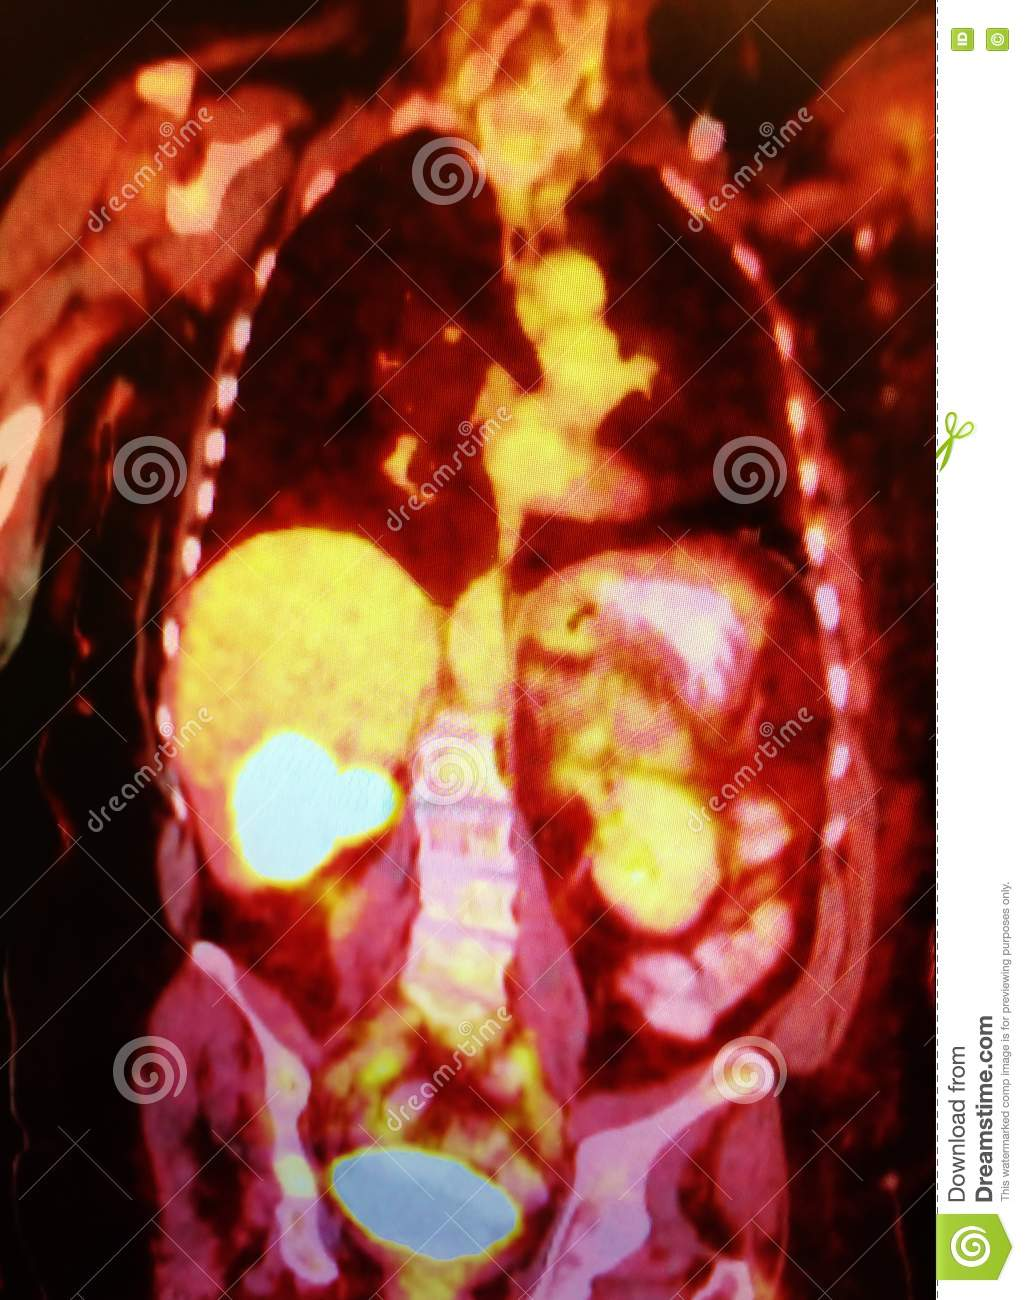 ID
©
dreamstime.
dreamstime.
dreamstime.
dreamstime.
dreamstime.
dreamstime.
Download from
Dreamstime.com
This watermarked comp image is for previewing purposes only.